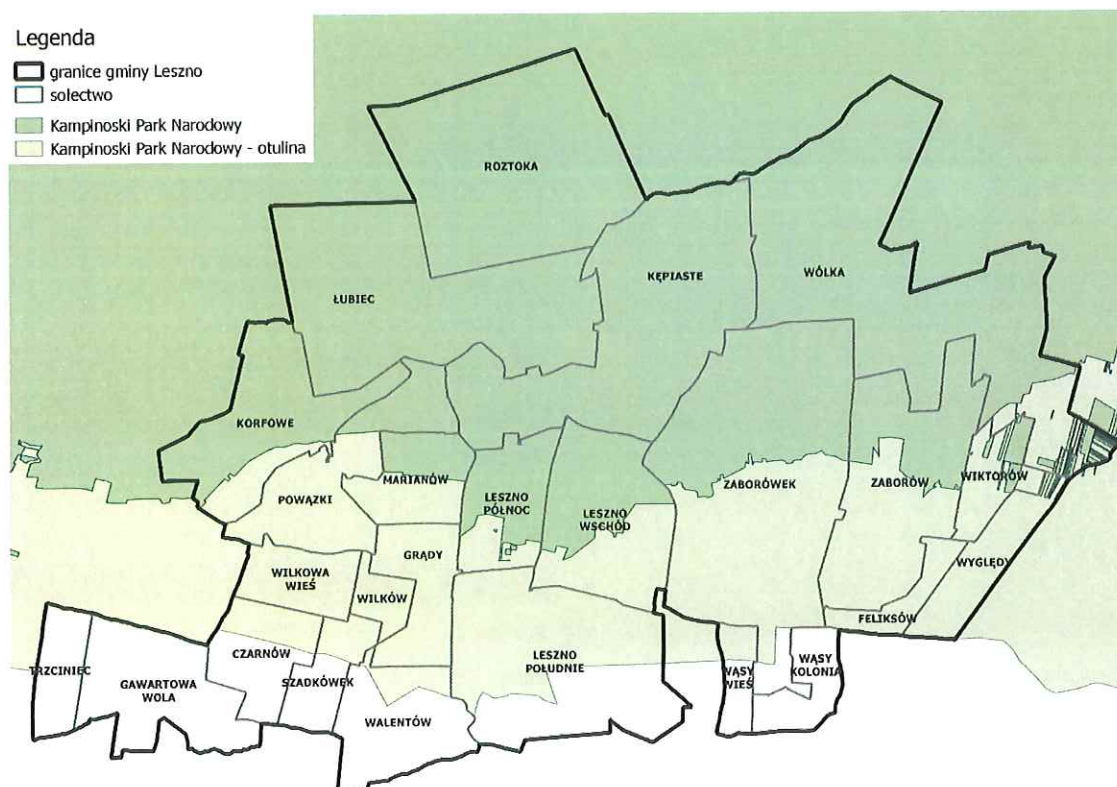 Legenda
granice gminy Leszno
sołectwo
Kampinoski Park Narodowy
Kampinoski Park Narodowy - otulina
ROZTOKA
KĘPIASTE
WÓLKA
ŁUBIEC
KORFOWE
MARIANÓW
POWĄZKI
LESZNO
PÓŁNOC
LESZNO
WSCHÓD
ZABORÓWEK
ZABORÓW
WIKTORÓW
GRĄDY
WYGLĘDY
WILKOWA
WIEŚ
WILKÓW
FELIKSÓW
CZARNÓW
LESZNO
POŁUDNIE
WĄSY
WIEŚ
WĄSY
KOLONIA
TRZCINIEC
GAWARTOWA
WOLA
SZADKÓWEK
WALENTÓW